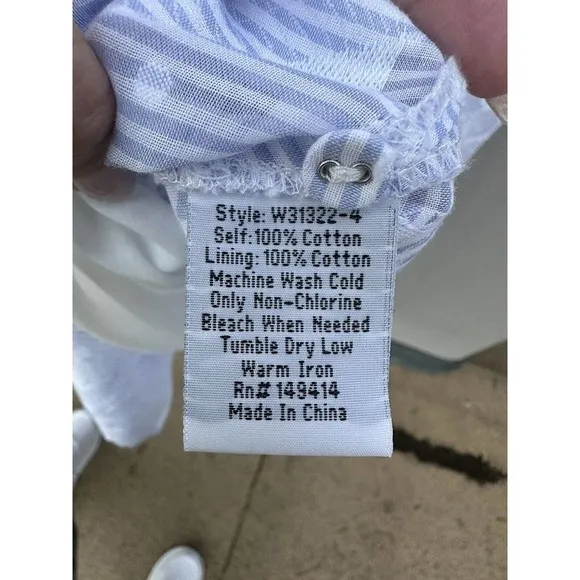 Style: W31322-4
Self:100% Cotton
Lining: 100% Cotton
Machine Wash Cold
Only Non-Chlorine
Bleach When Needed
Tumble Dry Low
Warm Iron
Rn# 149414
Made In China